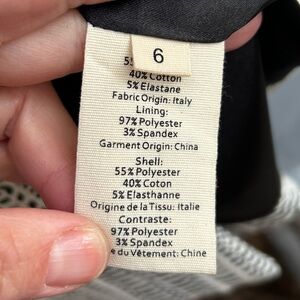 6
40% Cotton
5% Elastane
Fabric Origin: Italy
Lining:
97% Polyester
3% Spandex
Garment Origin: China
Shell:
55% Polyester
40% Coton
5% Elasthanne
Origine de la Tissu: Italie
Contraste:
97% Polyester
3% Spandex
du Vêtement: Chine